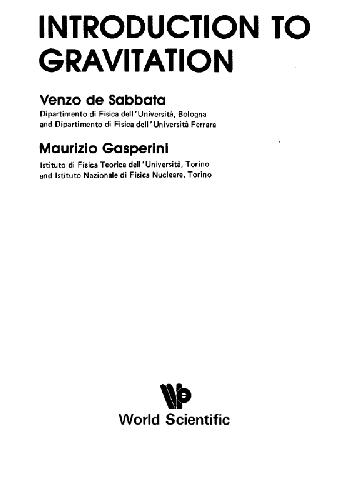 INTRODUCTION TO
GRAVITATION
Venzo de Sabbata
Dipartimento di Fisica dell'Università, Bologna
and Dipartimento di Fisica dell'Università Ferrara
Maurizio Gasperini
Istituto di Fisica Teorica dell'Università, Torino
and Istituto Nazionale di Fisica Nucleare, Torino
World Scientific